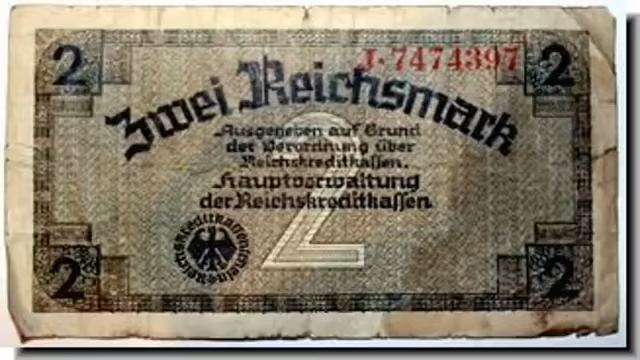 2 J·7474397 2
Zwei Reichsmark
Ausgegeben auf Grund
der Verordnung über
Reichskreditkassen.
Hauptverwaltung
der Reichskreditkassen
2
2 2